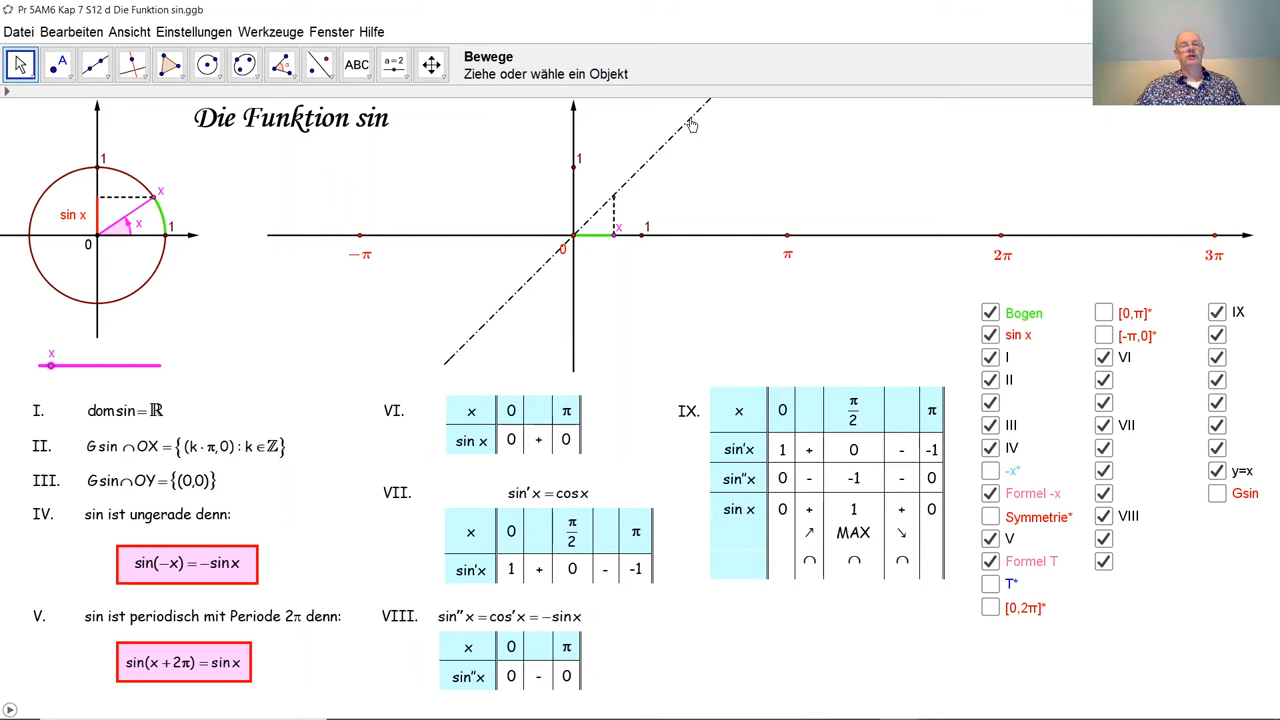 Pr 5AM6 Kap 7 S12 d Die Funktion sin.ggb
Datei Bearbeiten Ansicht Einstellungen Werkzeuge Fenster Hilfe
A
ABC
a=2
Bewege
Ziehe oder wähle ein Objekt
Die Funktion sin
1
x
sin x
x
1
0
x
1
x
1
0
−π
π
2π
3π
Bogen
sin x
I
II
III
IV
-x*
Formel -x
Symmetrie*
V
Formel T
T*
[0,2π]*
[0,π]*
[-π,0]*
VI
VII
VIII
IX
y=x
Gsin
I. dom sin = ℝ
II. G sin ∩ OX = {(k·π,0) : k ∈ ℤ}
III. G sin ∩ OY = {(0,0)}
IV. sin ist ungerade denn:
sin(−x) = −sin x
V. sin ist periodisch mit Periode 2π denn:
sin(x + 2π) = sin x
VI.
x 0 π
sin x 0 + 0
VII. sin' x = cos x
x 0 π/2 π
sin'x 1 + 0 - -1
VIII. sin'' x = cos' x = −sin x
x 0 π
sin''x 0 - 0
IX.
x 0 π/2 π
sin'x 1 + 0 - -1
sin''x 0 - -1 - 0
sin x 0 + 1 + 0
↗ MAX ↘
∩ ∩ ∩